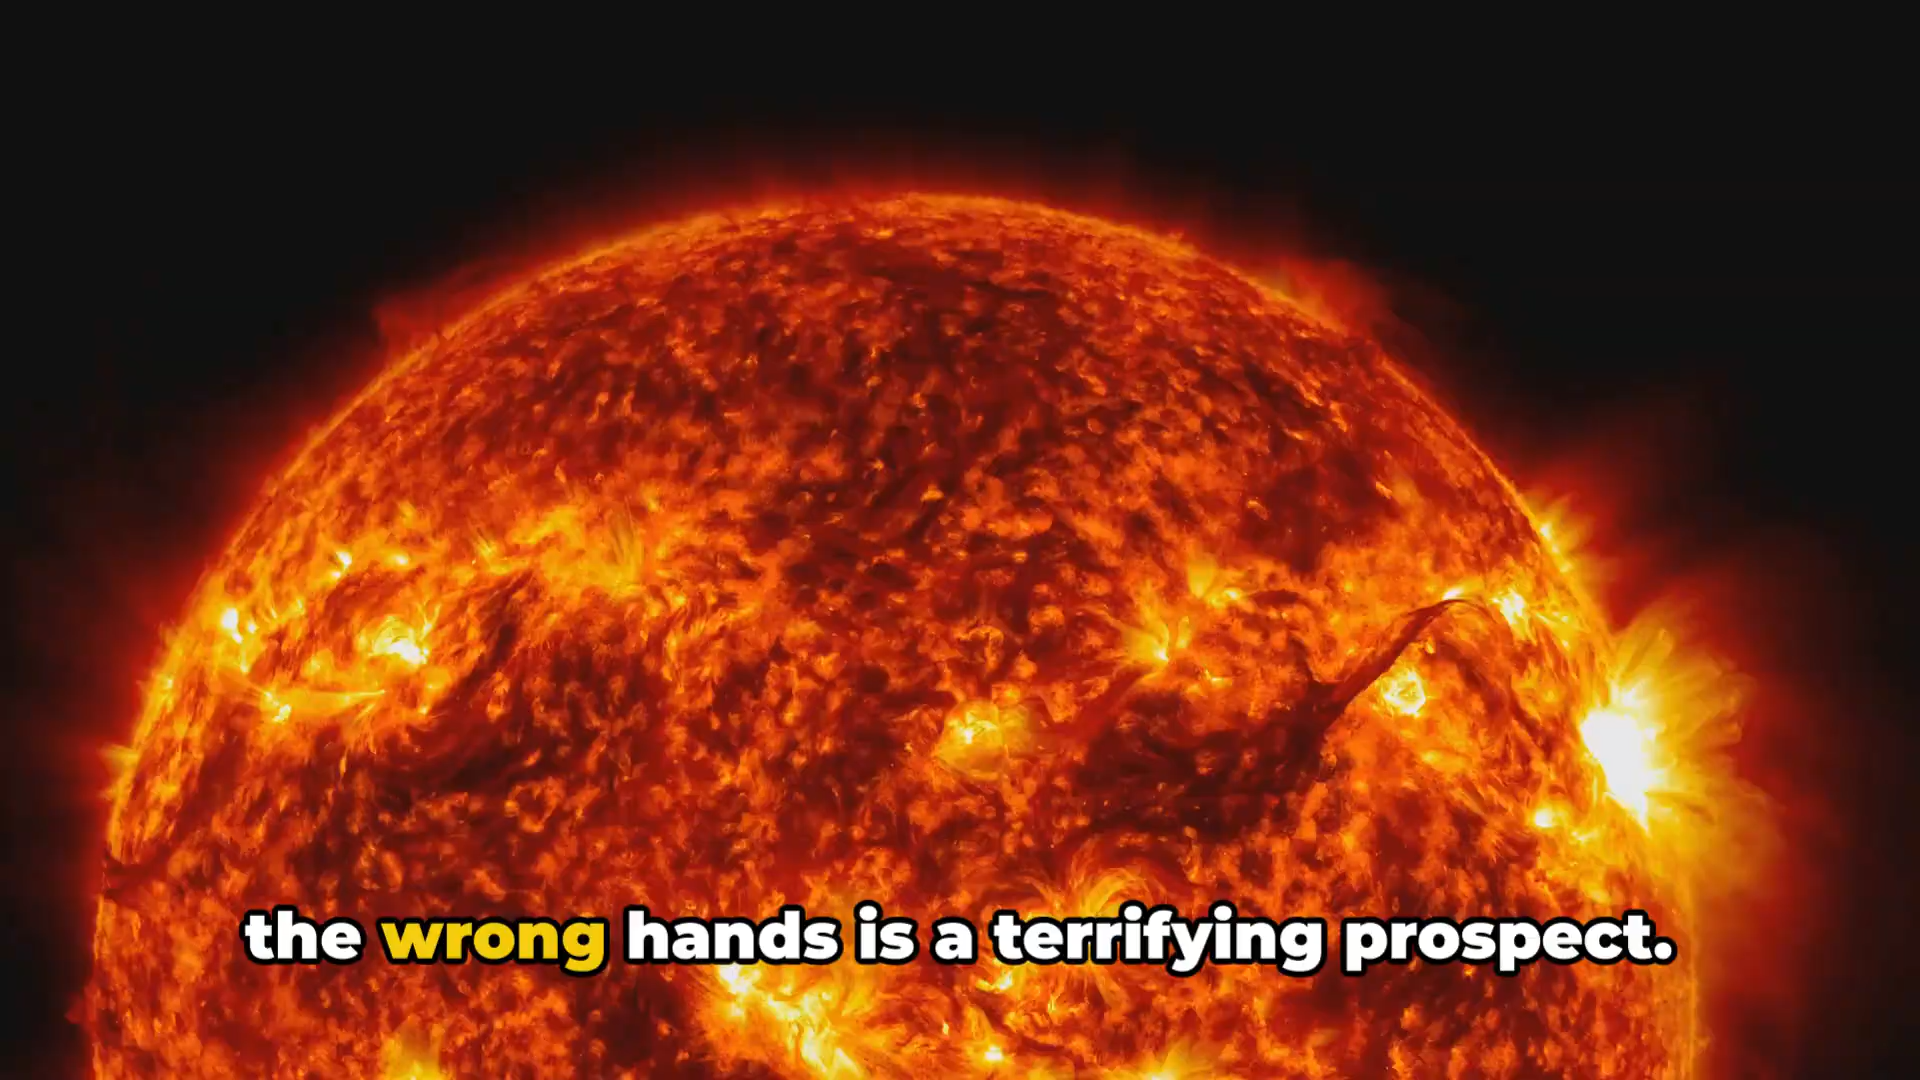 the wrong hands is a terrifying prospect.